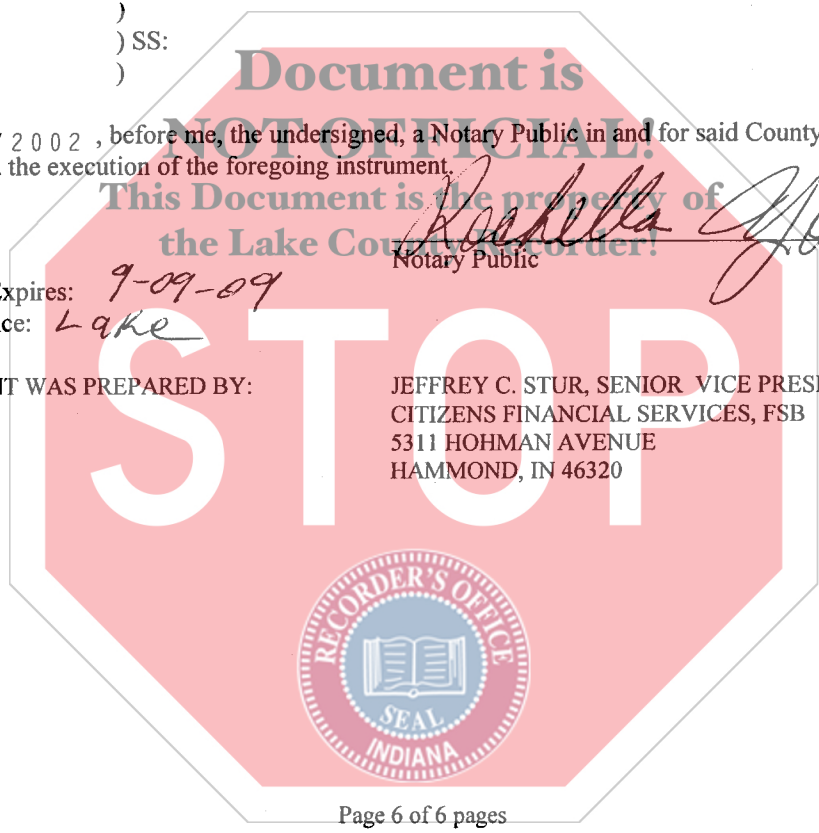 )
) SS:
)
Document is
NOT OFFICIAL!
2002 , before me, the undersigned, a Notary Public in and for said County
the execution of the foregoing instrument.
This Document is the property of
the Lake County Recorder!
Notary Public
Expires: 9-09-09
ce: Lake
STOP
T WAS PREPARED BY:
JEFFREY C. STUR, SENIOR VICE PRES
CITIZENS FINANCIAL SERVICES, FSB
5311 HOHMAN AVENUE
HAMMOND, IN 46320
RECORDER'S OFFICE
SEAL
INDIANA
Page 6 of 6 pages